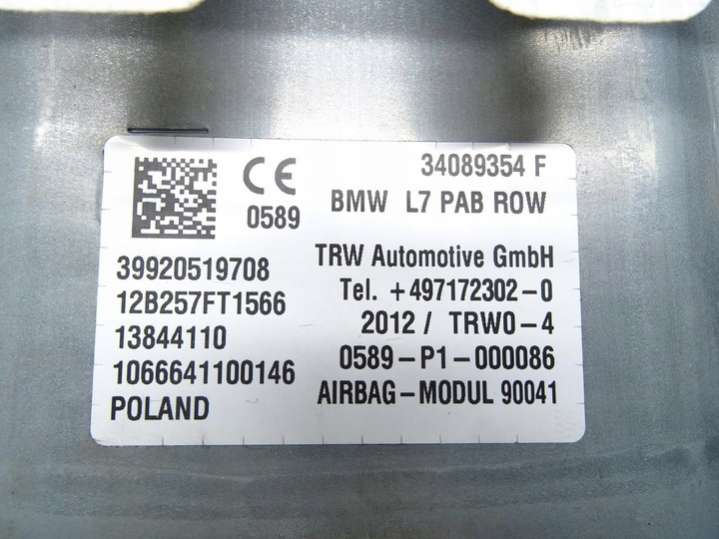 CE
0589
34089354 F
BMW L7 PAB ROW
39920519708
12B257FT1566
13844110
1066641100146
POLAND
TRW Automotive GmbH
Tel. +497172302-0
2012 / TRW0-4
0589-P1-000086
AIRBAG-MODUL 90041